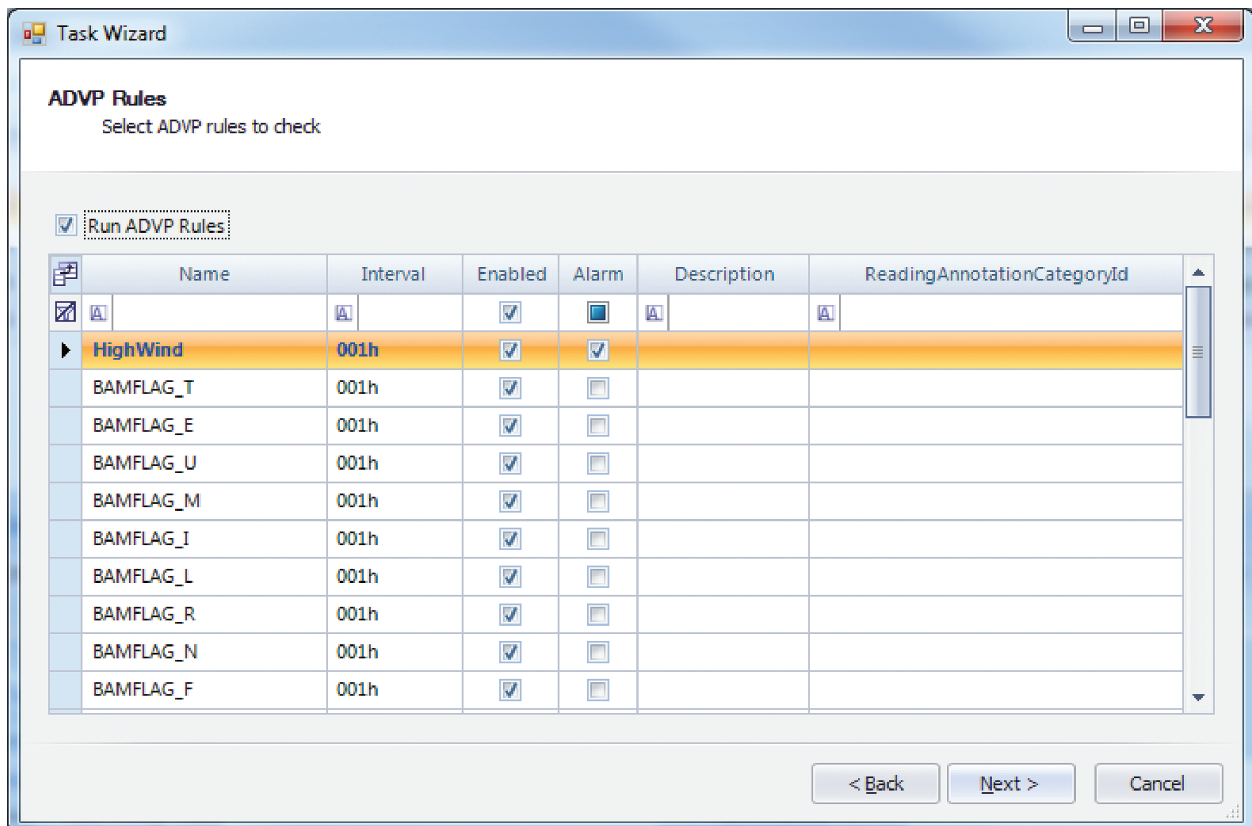 Task Wizard
ADVP Rules
Select ADVP rules to check
Run ADVP Rules
Name Interval Enabled Alarm Description ReadingAnnotationCategoryId
A A A A
HighWind 001h
BAMFLAG_T 001h
BAMFLAG_E 001h
BAMFLAG_U 001h
BAMFLAG_M 001h
BAMFLAG_I 001h
BAMFLAG_L 001h
BAMFLAG_R 001h
BAMFLAG_N 001h
BAMFLAG_F 001h
< Back Next > Cancel